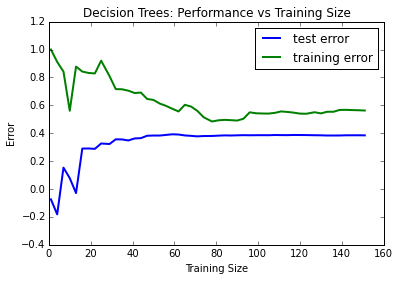 Decision Trees: Performance vs Training Size
1.2
1.0
0.8
0.6
0.4
0.2
0.0
−0.2
−0.4
Error
test error
training error
0 20 40 60 80 100 120 140 160
Training Size